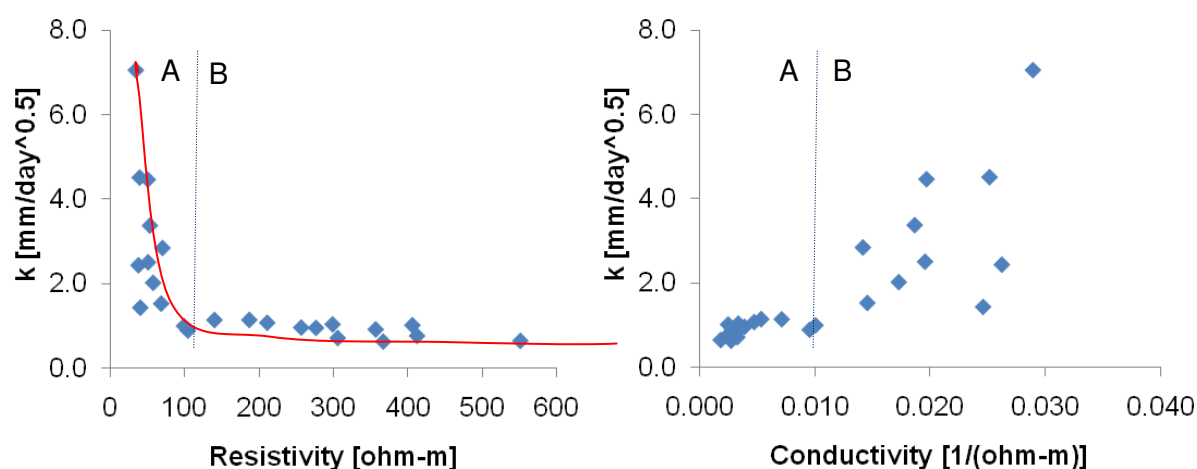 8.0
6.0
4.0
2.0
0.0
k [mm/day^0.5]
A B
0 100 200 300 400 500 600
Resistivity [ohm-m]
8.0
6.0
4.0
2.0
0.0
k [mm/day^0.5]
A B
0.000 0.010 0.020 0.030 0.040
Conductivity [1/(ohm-m)]